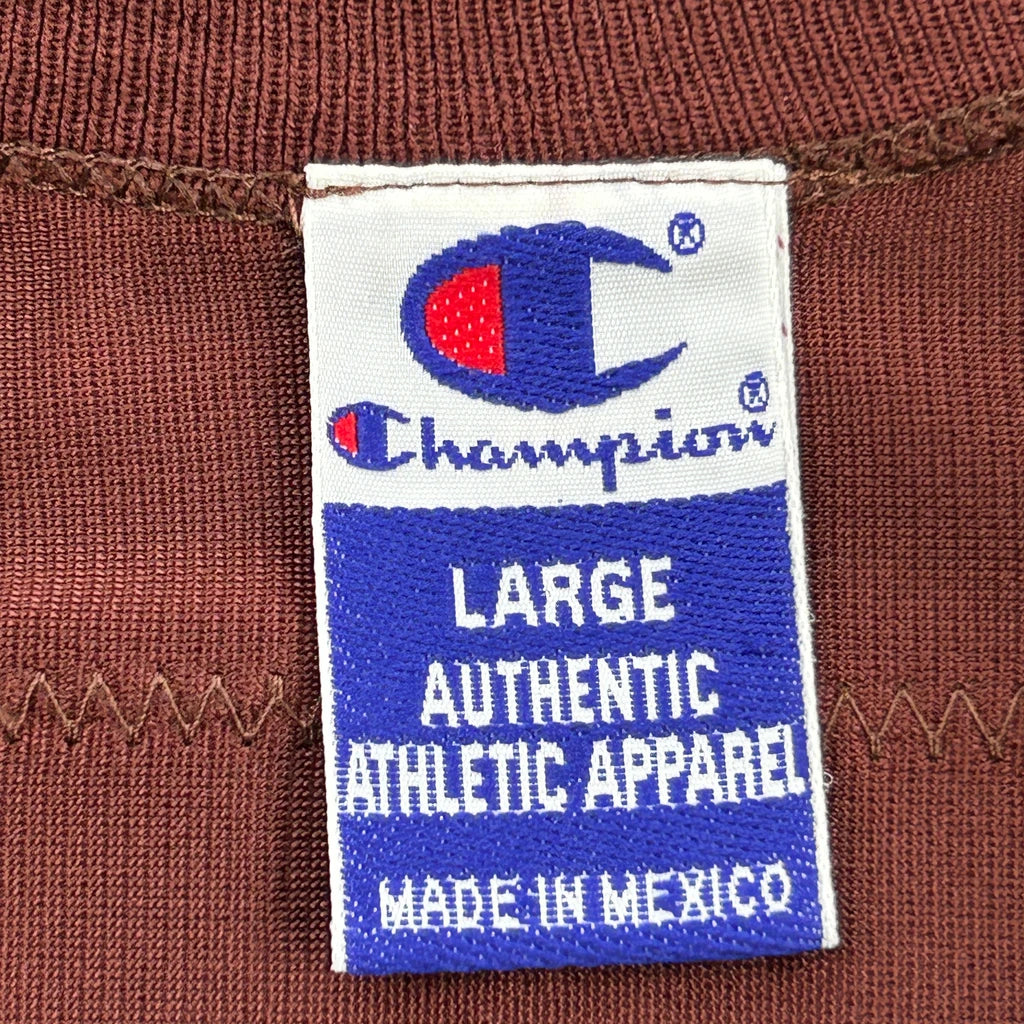 ®
Champion®
LARGE
AUTHENTIC
ATHLETIC APPAREL
MADE IN MEXICO